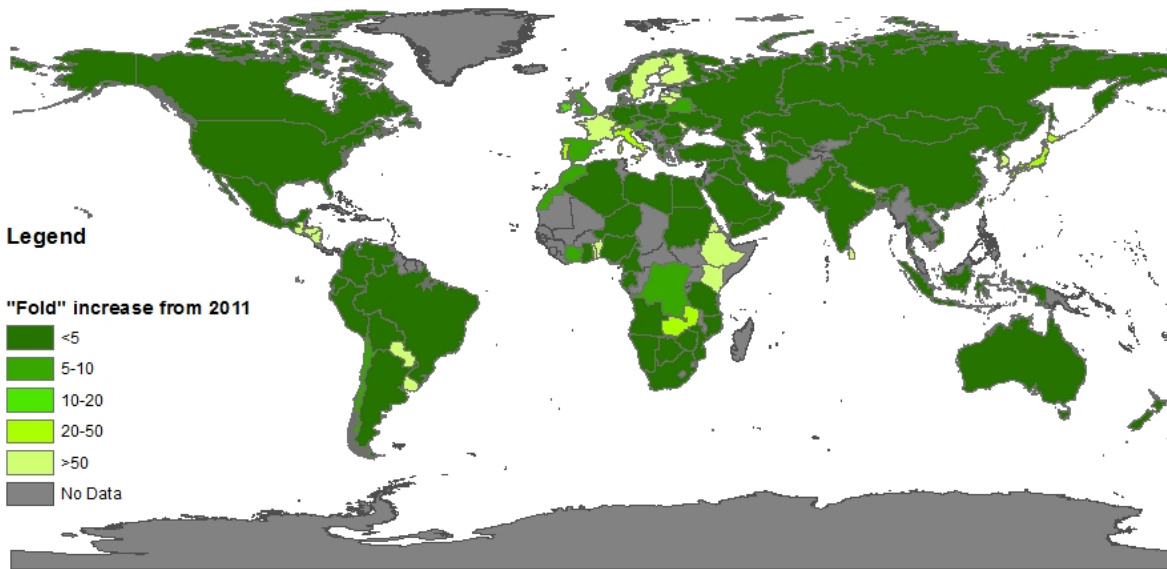 Legend
"Fold" increase from 2011
<5
5-10
10-20
20-50
>50
No Data